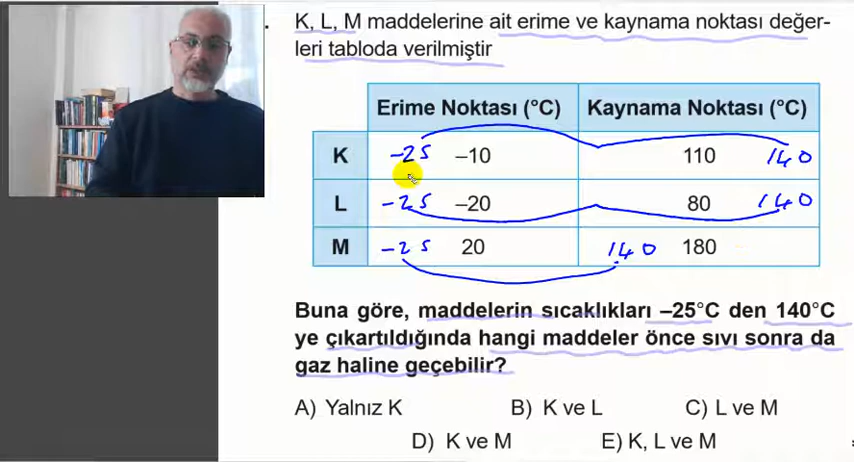 K, L, M maddelerine ait erime ve kaynama noktası değer-
leri tabloda verilmiştir
Erime Noktası (°C) Kaynama Noktası (°C)
K -25 –10 110 140
L -25 –20 80 140
M -25 20 140 180
Buna göre, maddelerin sıcaklıkları –25°C den 140°C
ye çıkartıldığında hangi maddeler önce sıvı sonra da
gaz haline geçebilir?
A) Yalnız K B) K ve L C) L ve M
D) K ve M E) K, L ve M